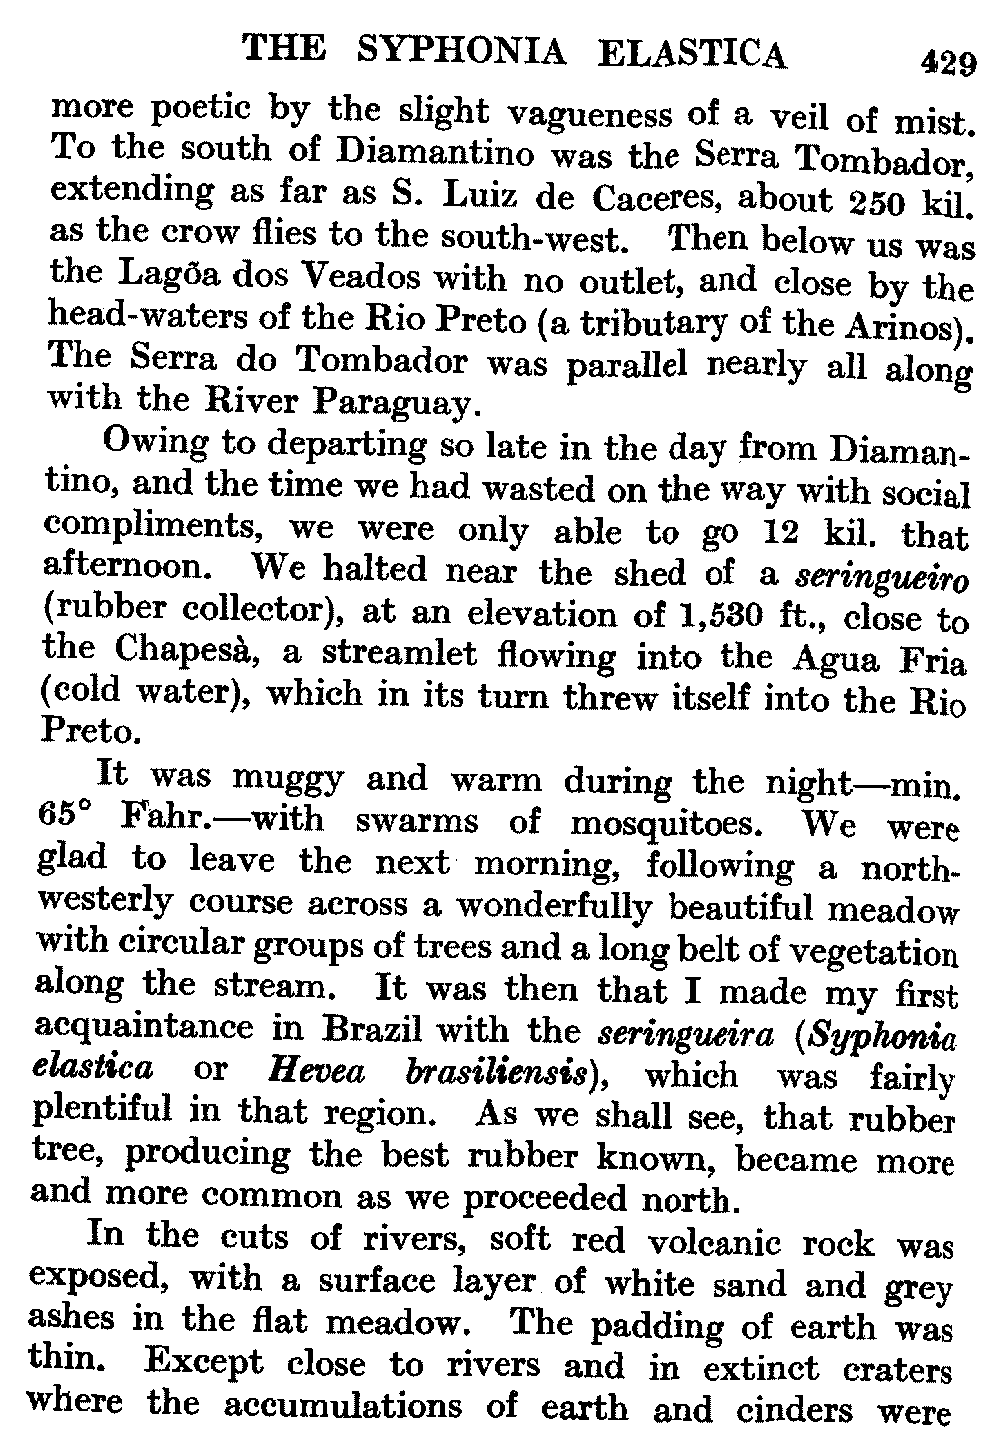 THE SYPHONIA ELASTICA 429
more poetic by the slight vagueness of a veil of mist.
To the south of Diamantino was the Serra Tombador,
extending as far as S. Luiz de Caceres, about 250 kil.
as the crow flies to the south-west. Then below us was
the Lagõa dos Veados with no outlet, and close by the
head-waters of the Rio Preto (a tributary of the Arinos).
The Serra do Tombador was parallel nearly all along
with the River Paraguay.
Owing to departing so late in the day from Diaman-
tino, and the time we had wasted on the way with social
compliments, we were only able to go 12 kil. that
afternoon. We halted near the shed of a seringueiro
(rubber collector), at an elevation of 1,530 ft., close to
the Chapesà, a streamlet flowing into the Agua Fria
(cold water), which in its turn threw itself into the Rio
Preto.
It was muggy and warm during the night—min.
65° Fahr.—with swarms of mosquitoes. We were
glad to leave the next morning, following a north-
westerly course across a wonderfully beautiful meadow
with circular groups of trees and a long belt of vegetation
along the stream. It was then that I made my first
acquaintance in Brazil with the seringueira (Syphonia
elastica or Hevea brasiliensis), which was fairly
plentiful in that region. As we shall see, that rubber
tree, producing the best rubber known, became more
and more common as we proceeded north.
In the cuts of rivers, soft red volcanic rock was
exposed, with a surface layer of white sand and grey
ashes in the flat meadow. The padding of earth was
thin. Except close to rivers and in extinct craters
where the accumulations of earth and cinders were